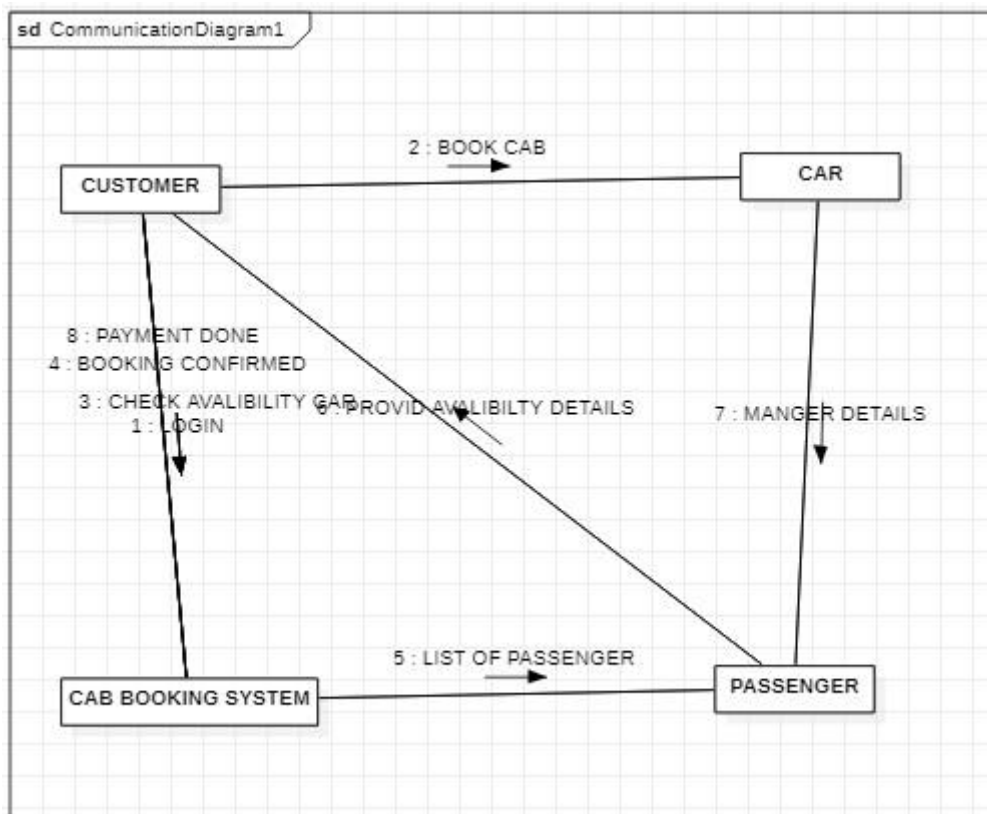 sd CommunicationDiagram1
2 : BOOK CAB
CUSTOMER
CAR
8 : PAYMENT DONE
4 : BOOKING CONFIRMED
3 : CHECK AVALIBILITY CAR
6 : PROVID AVALIBILTY DETAILS
7 : MANGER DETAILS
1 : LOGIN
5 : LIST OF PASSENGER
CAB BOOKING SYSTEM
PASSENGER